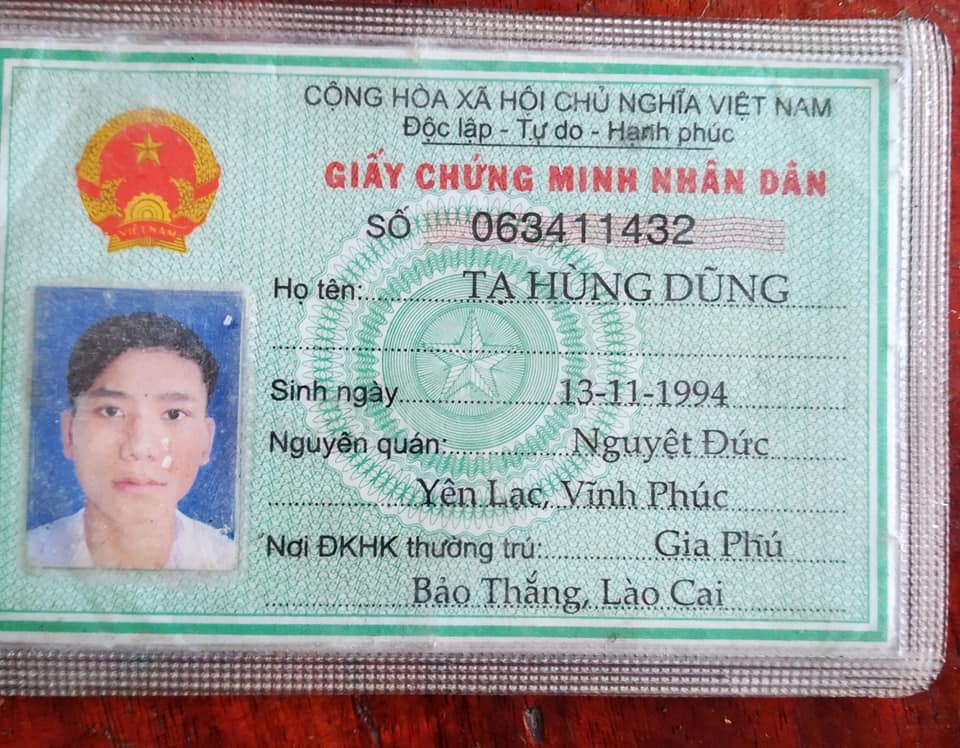 CỘNG HÒA XÃ HỘI CHỦ NGHĨA VIỆT NAM
Độc lập - Tự do - Hạnh phúc
GIẤY CHỨNG MINH NHÂN DÂN
SỐ 063411432
VIỆT NAM
Họ tên: TẠ HÙNG DŨNG
Sinh ngày 13-11-1994
Nguyên quán: Nguyệt Đức
Yên Lạc, Vĩnh Phúc
Nơi ĐKHK thường trú: Gia Phú
Bảo Thắng, Lào Cai